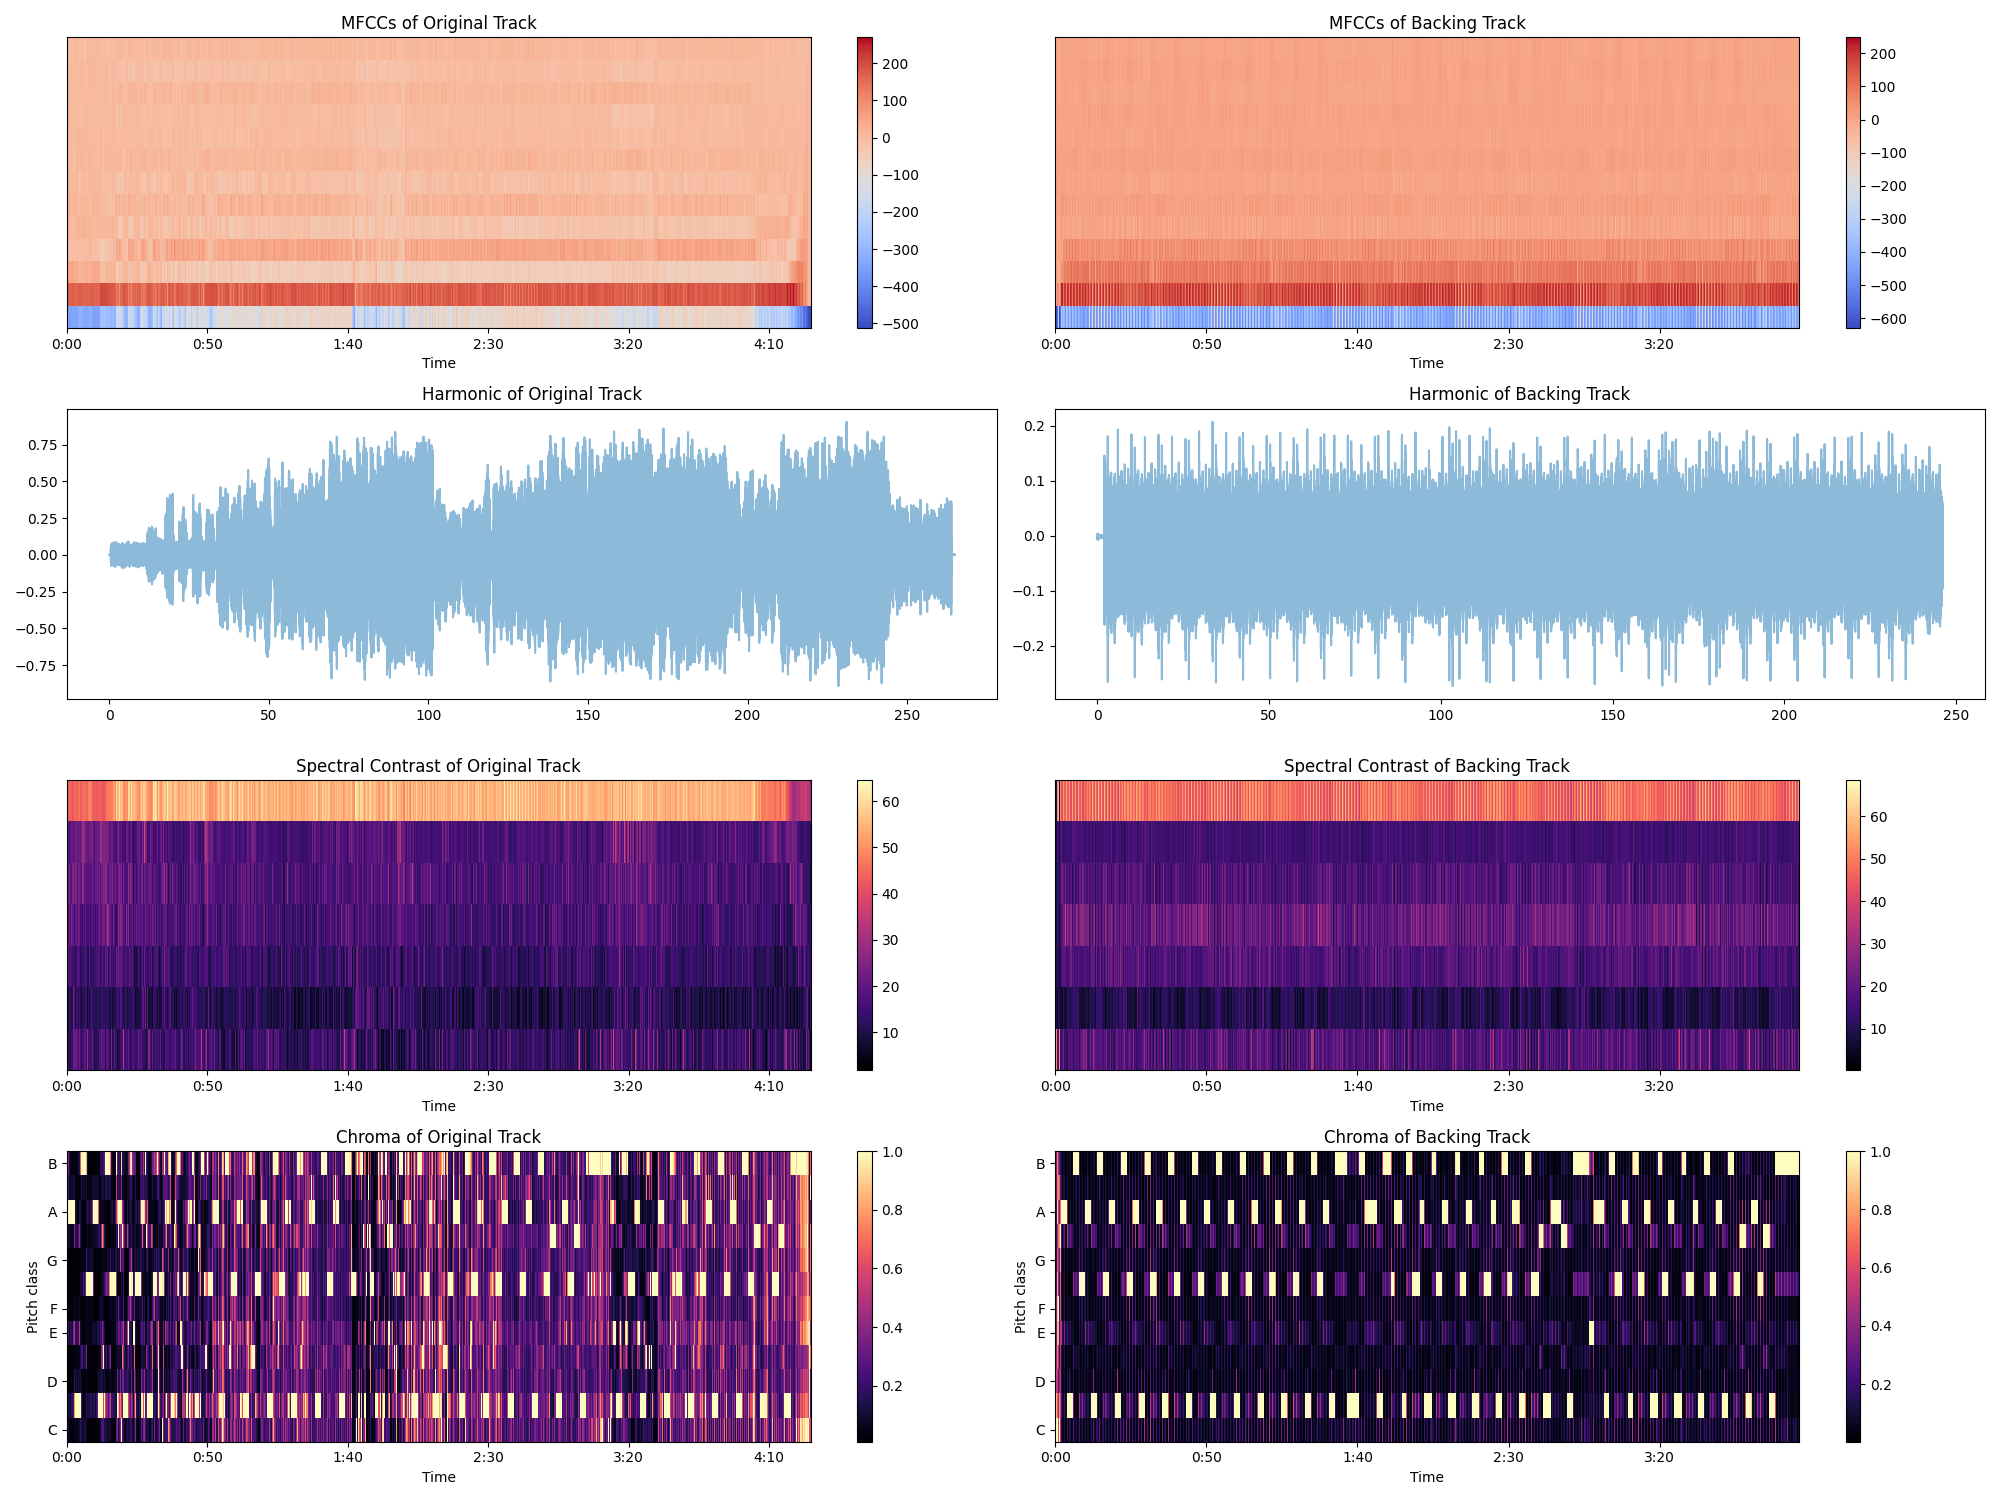 MFCCs of Original Track
200
100
0
−100
−200
−300
−400
−500
0:00 0:50 1:40 2:30 3:20 4:10
Time
MFCCs of Backing Track
200
100
0
−100
−200
−300
−400
−500
−600
0:00 0:50 1:40 2:30 3:20
Time
Harmonic of Original Track
0.75
0.50
0.25
0.00
−0.25
−0.50
−0.75
0 50 100 150 200 250
Harmonic of Backing Track
0.2
0.1
0.0
−0.1
−0.2
0 50 100 150 200 250
Spectral Contrast of Original Track
60
50
40
30
20
10
0:00 0:50 1:40 2:30 3:20 4:10
Time
Spectral Contrast of Backing Track
60
50
40
30
20
10
0:00 0:50 1:40 2:30 3:20
Time
Chroma of Original Track
Pitch class
B
A
G
F
E
D
C
1.0
0.8
0.6
0.4
0.2
0:00 0:50 1:40 2:30 3:20 4:10
Time
Chroma of Backing Track
Pitch class
B
A
G
F
E
D
C
1.0
0.8
0.6
0.4
0.2
0:00 0:50 1:40 2:30 3:20
Time